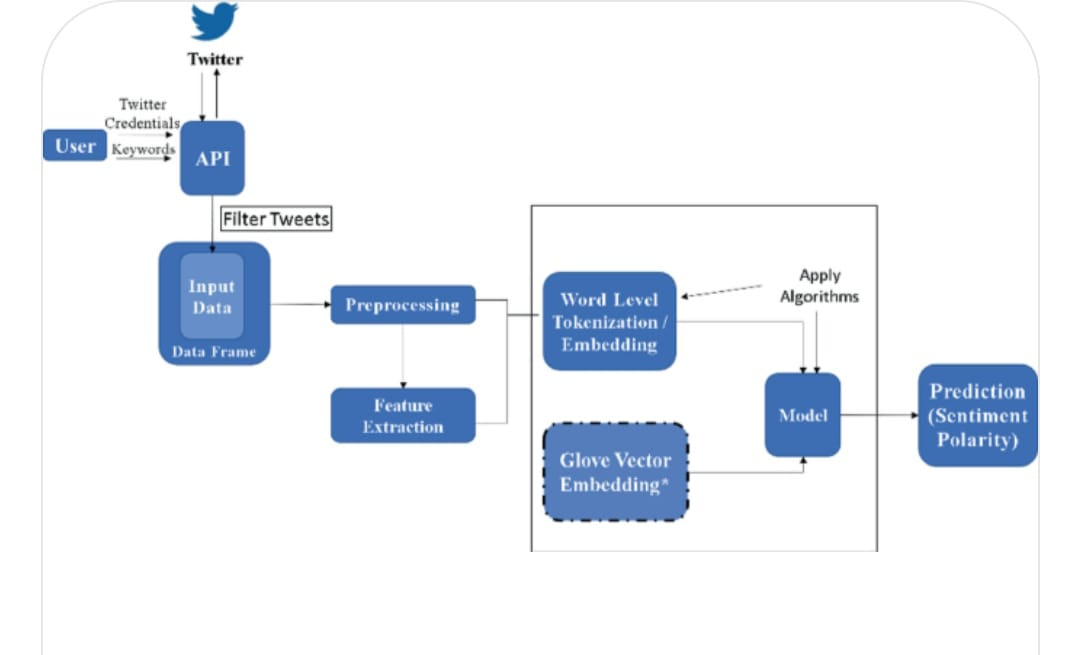 Twitter
Twitter
Credentials
User
Keywords
API
Filter Tweets
Input
Data
Data Frame
Preprocessing
Feature
Extraction
Word Level
Tokenization /
Embedding
Apply
Algorithms
Glove Vector
Embedding*
Model
Prediction
(Sentiment
Polarity)